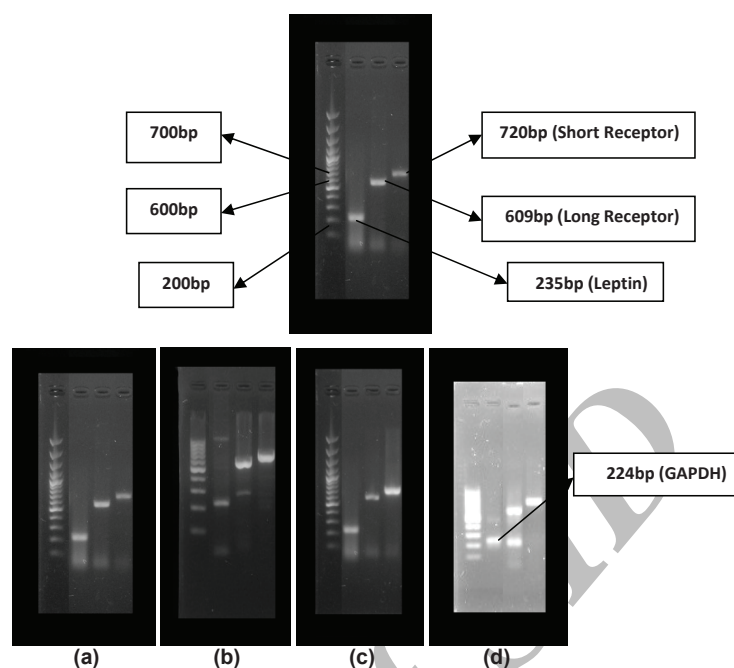 700bp
720bp (Short Receptor)
600bp
609bp (Long Receptor)
200bp
235bp (Leptin)
224bp (GAPDH)
(a) (b) (c) (d)